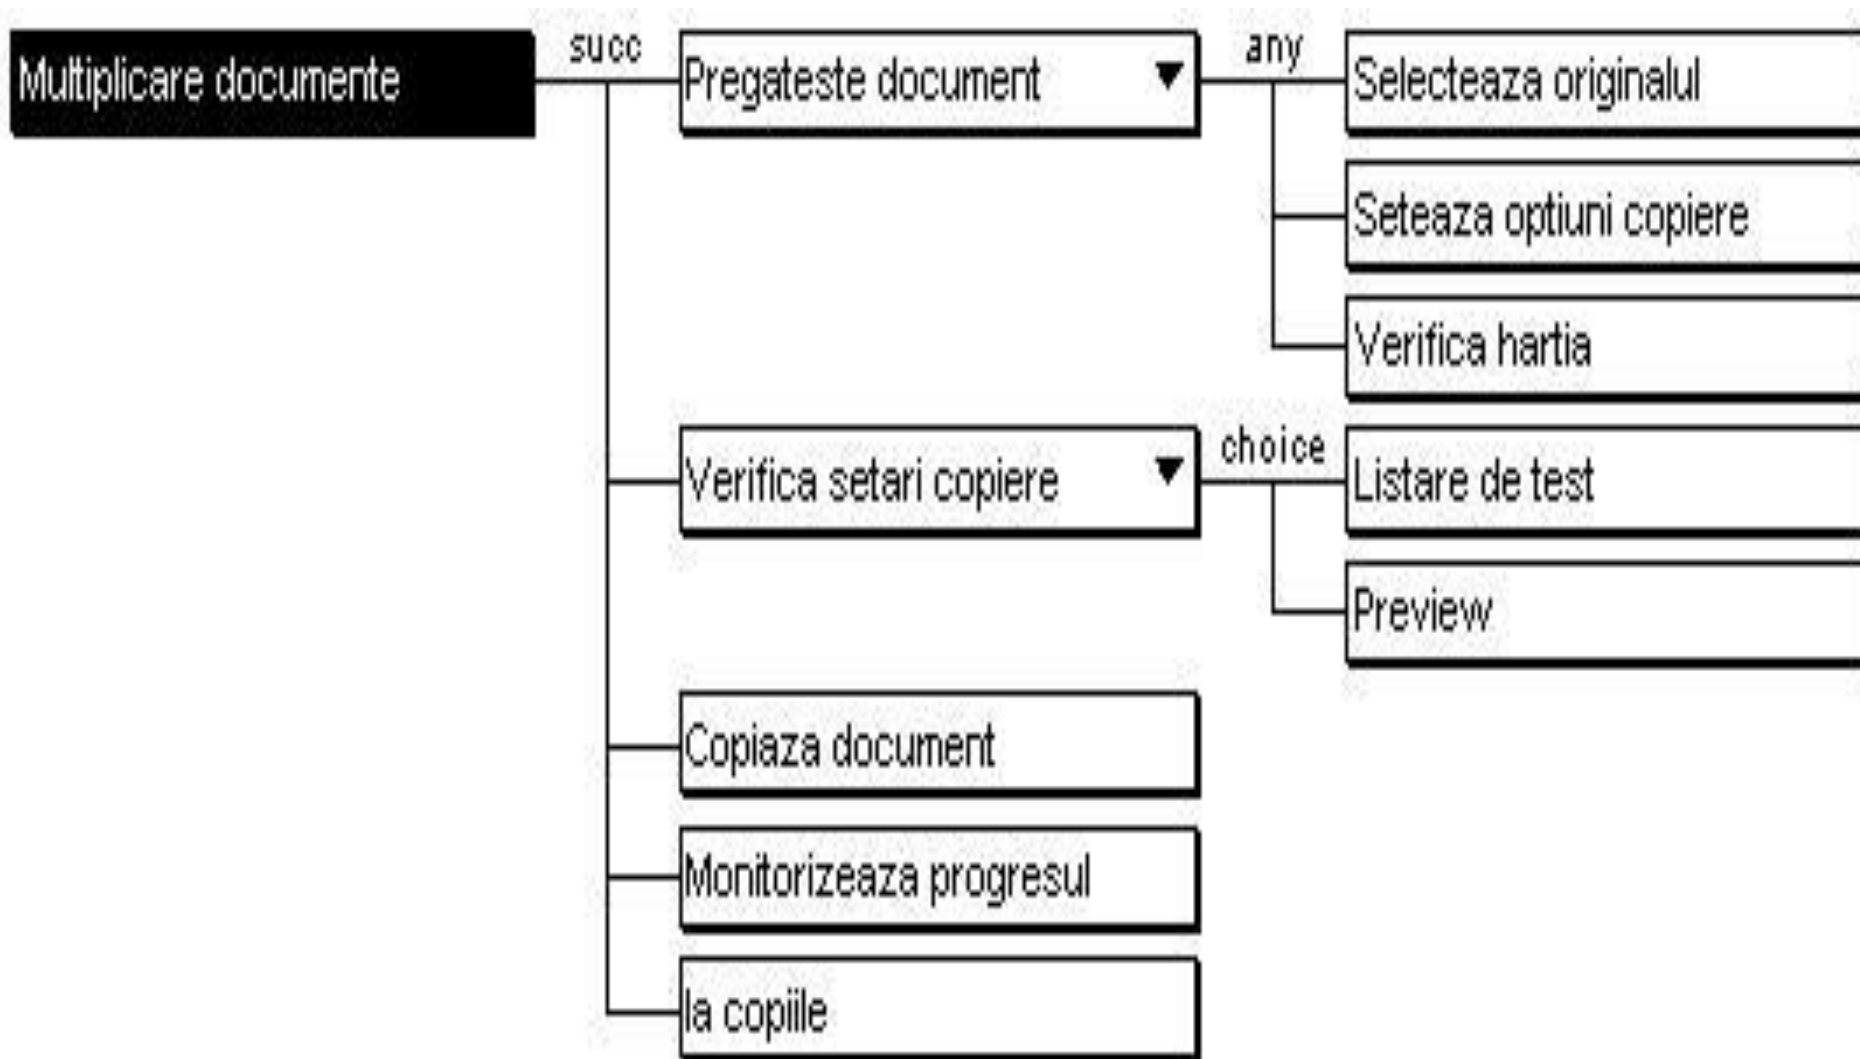 Multiplicare documente
succ
Pregateste document
any
Selecteaza originalul
Seteaza optiuni copiere
Verifica hartia
Verifica setari copiere
choice
Listare de test
Preview
Copiaza document
Monitorizeaza progresul
Ia copiile